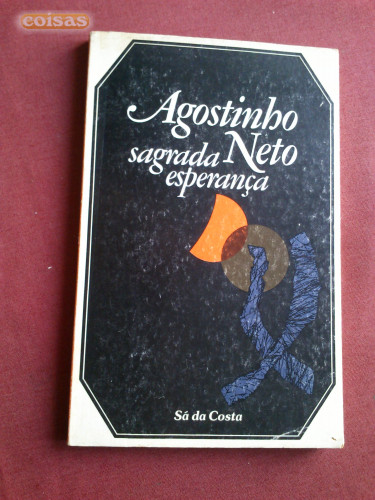 coisas
Agostinho
Neto
sagrada
esperança
Sá da Costa